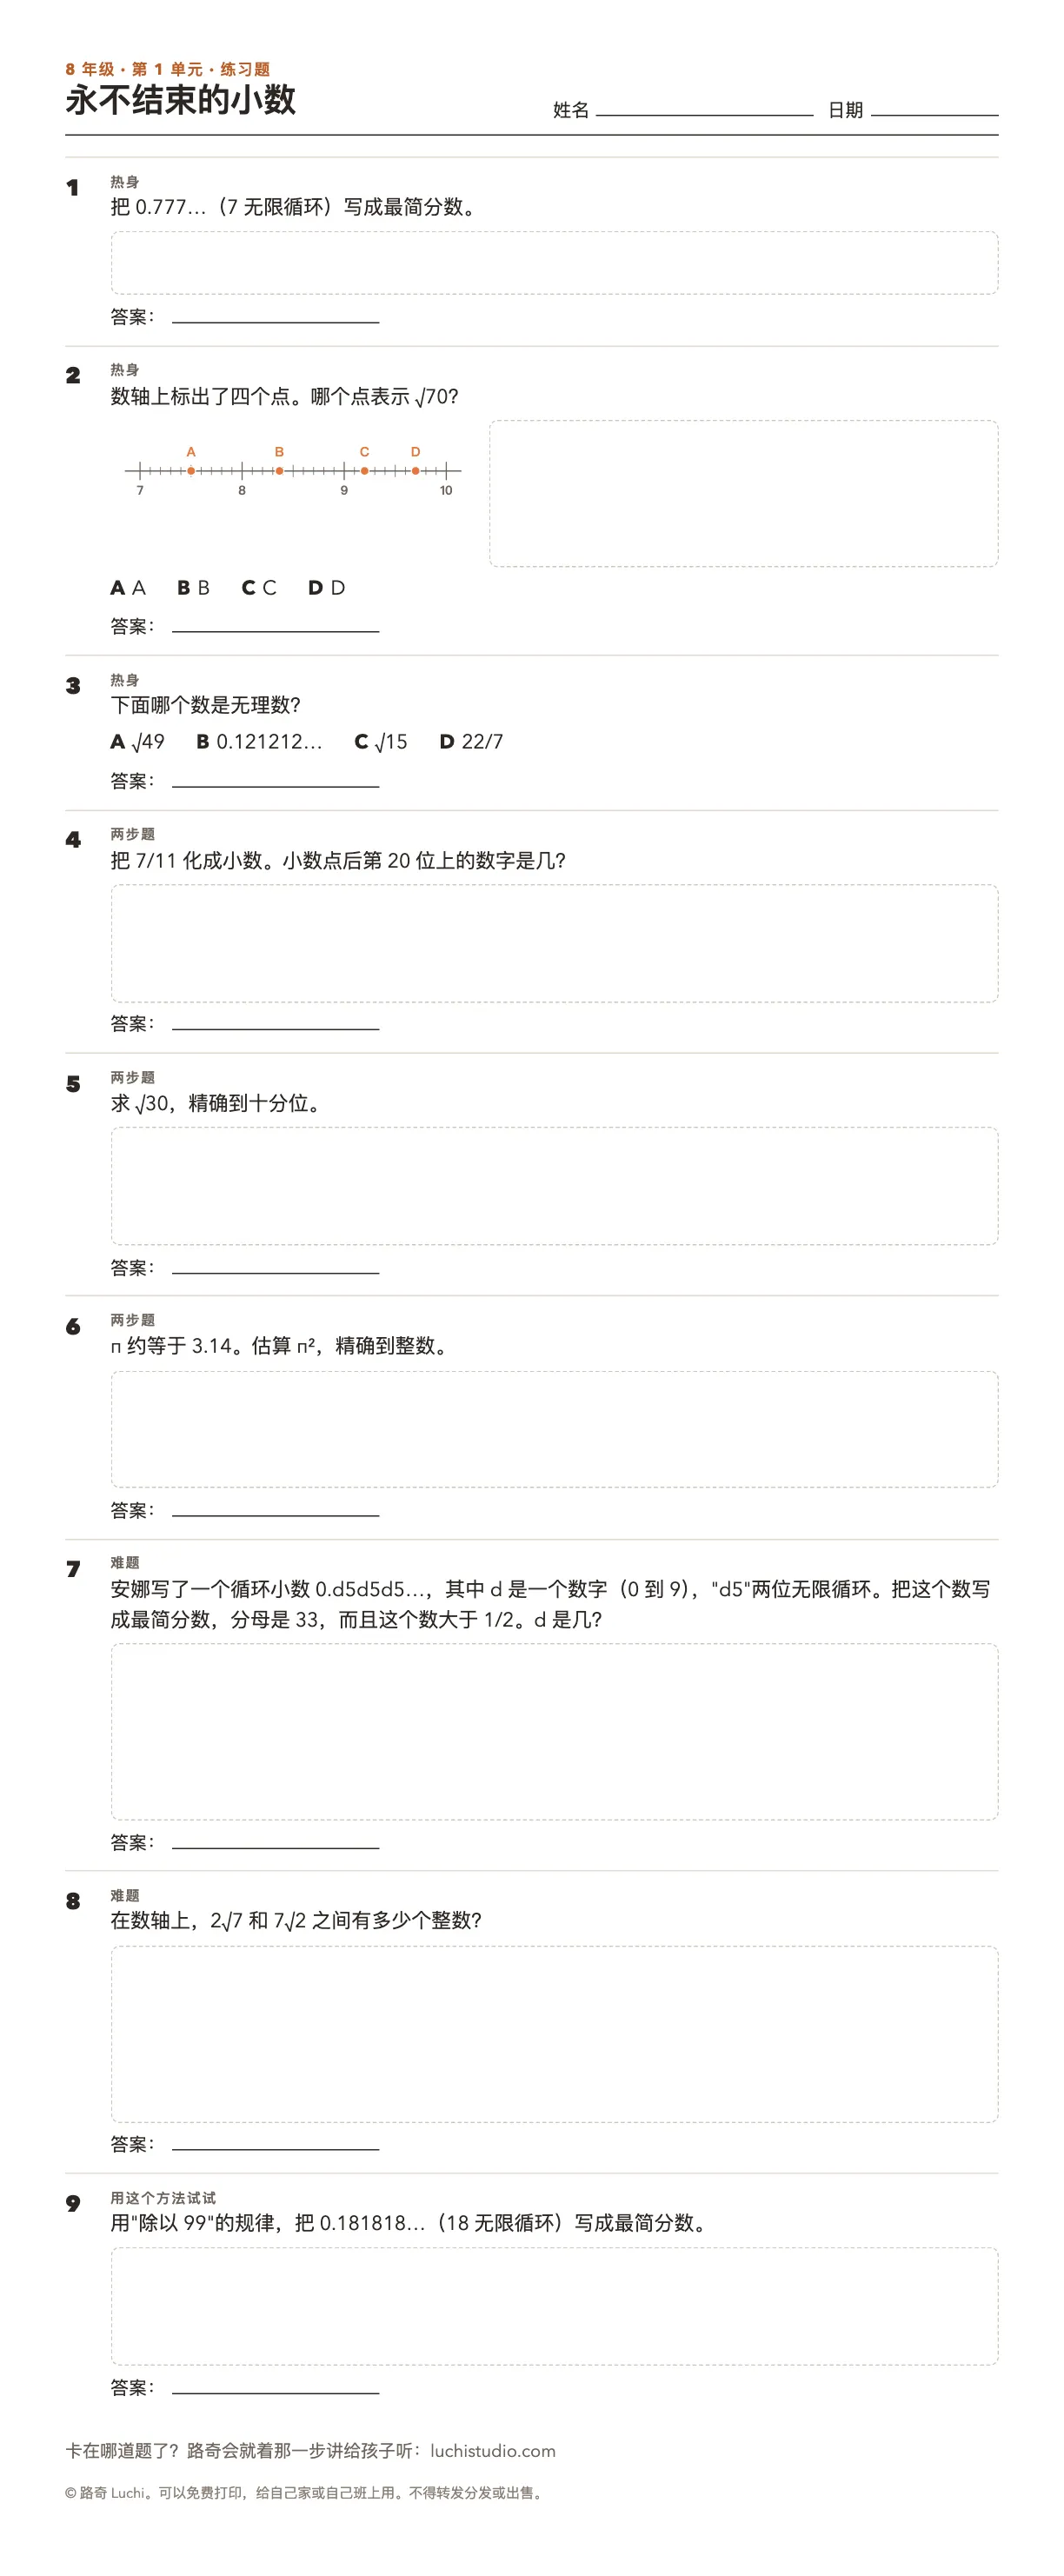 8 年级·第 1 单元·练习题
永不结束的小数
姓名 日期
1
热身
把 0.777…（7 无限循环）写成最简分数。
答案：
2
热身
数轴上标出了四个点。哪个点表示 √70？
A B C D
7 8 9 10
A A B B C C D D
答案：
3
热身
下面哪个数是无理数？
A √49 B 0.121212… C √15 D 22/7
答案：
4
两步题
把 7/11 化成小数。小数点后第 20 位上的数字是几？
答案：
5
两步题
求 √30，精确到十分位。
答案：
6
两步题
π 约等于 3.14。估算 π²，精确到整数。
答案：
7
难题
安娜写了一个循环小数 0.d5d5d5…，其中 d 是一个数字（0 到 9），"d5"两位无限循环。把这个数写
成最简分数，分母是 33，而且这个数大于 1/2。d 是几？
答案：
8
难题
在数轴上，2√7 和 7√2 之间有多少个整数？
答案：
9
用这个方法试试
用"除以 99"的规律，把 0.181818…（18 无限循环）写成最简分数。
答案：
卡在哪道题了？路奇会就着那一步讲给孩子听：luchistudio.com
© 路奇 Luchi。可以免费打印，给自己家或自己班上用。不得转发分发或出售。